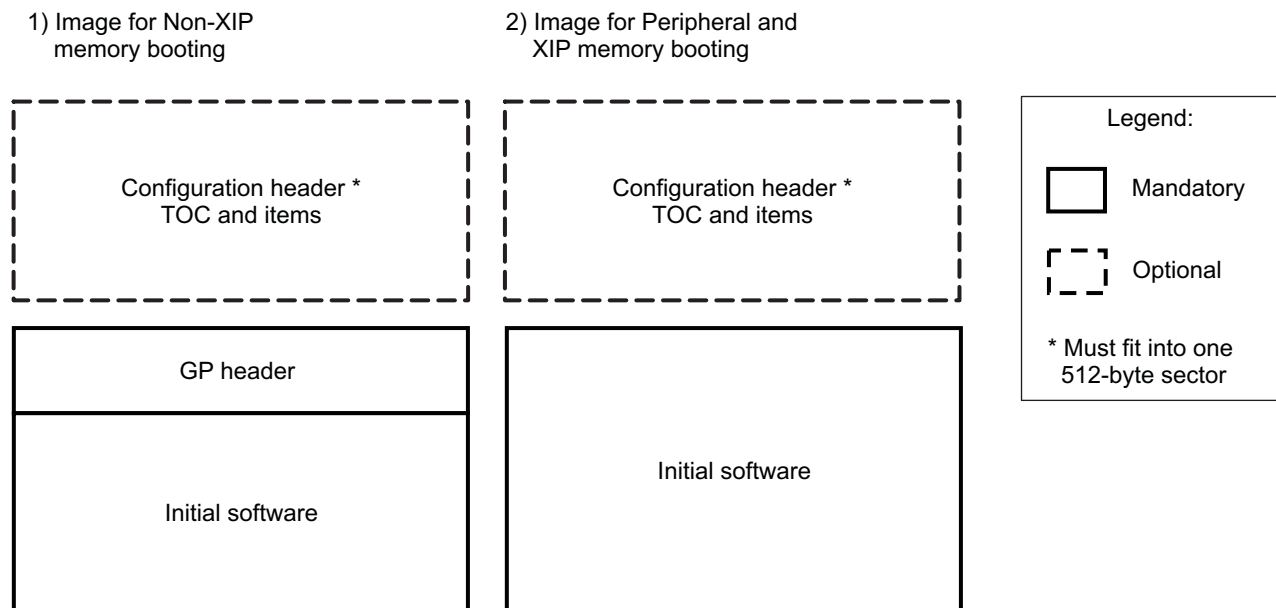 1) Image for Non-XIP
memory booting
2) Image for Peripheral and
XIP memory booting
Configuration header *
TOC and items
Configuration header *
TOC and items
GP header
Initial software
Initial software
Legend:
Mandatory
Optional
* Must fit into one
512-byte sector